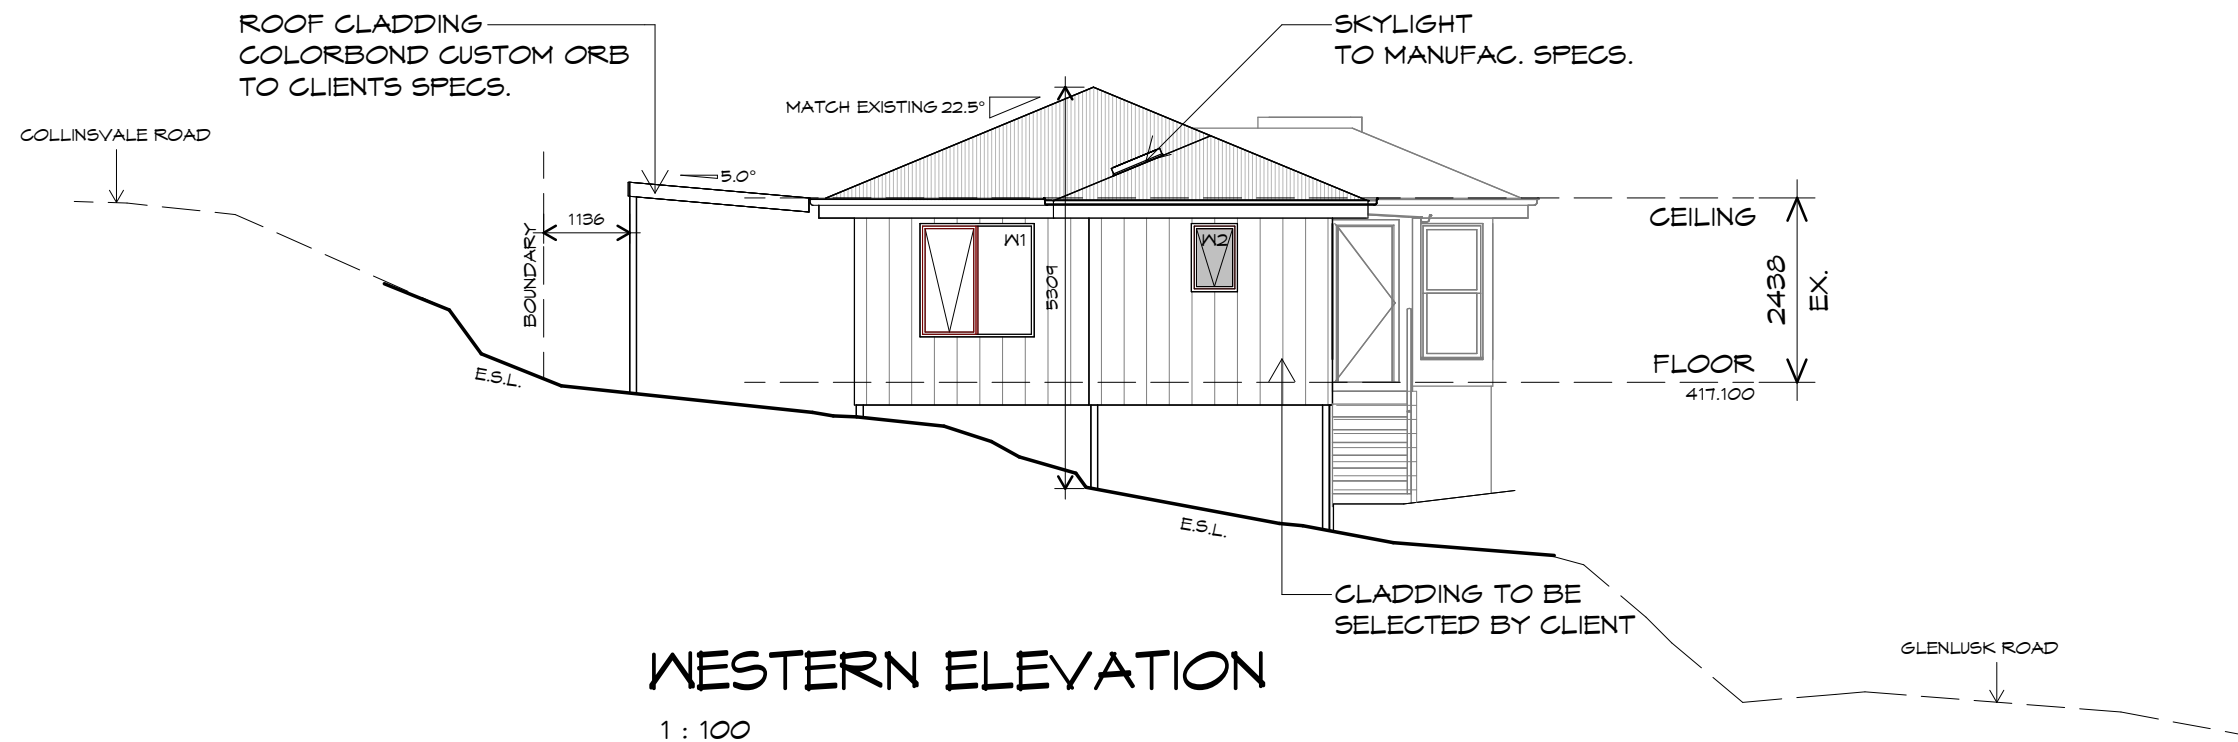 ROOF CLADDING
COLORBOND CUSTOM ORB
TO CLIENTS SPECS.
SKYLIGHT
TO MANUFAC. SPECS.
MATCH EXISTING 22.5°
COLLINSVALE ROAD
5.0°
1136
BOUNDARY
W1
W2
5309
CEILING
2438
EX.
FLOOR
417.100
E.S.L.
E.S.L.
CLADDING TO BE
SELECTED BY CLIENT
GLENLUSK ROAD
WESTERN ELEVATION
1 : 100